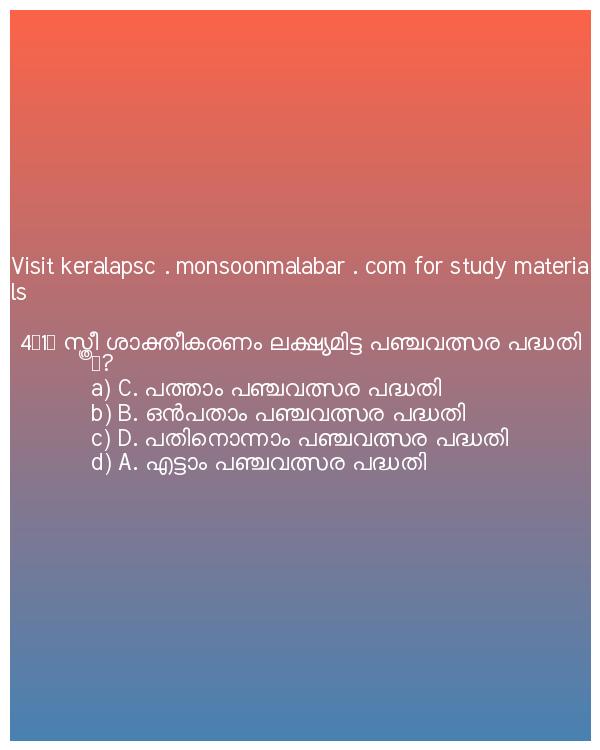 Visit keralapsc . monsoonmalabar . com for study materia
ls
41 സ്ത്രീ ശാക്തീകരണം ലക്ഷ്യമിട്ട പഞ്ചവത്സര പദ്ധതി
?
a) C. പത്താം പഞ്ചവത്സര പദ്ധതി
b) B. ഒൻപതാം പഞ്ചവത്സര പദ്ധതി
c) D. പതിനൊന്നാം പഞ്ചവത്സര പദ്ധതി
d) A. എട്ടാം പഞ്ചവത്സര പദ്ധതി